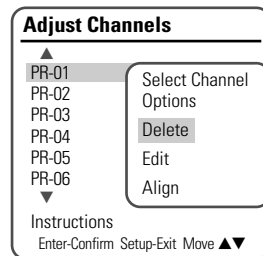 Adjust Channels
▲
PR-01
PR-02
PR-03
PR-04
PR-05
PR-06
▼
Select Channel
Options
Delete
Edit
Align
Instructions
Enter-Confirm Setup-Exit Move ▲▼